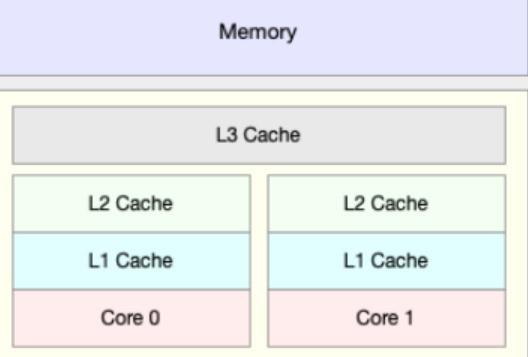 Memory
L3 Cache
L2 Cache
L2 Cache
L1 Cache
L1 Cache
Core 0
Core 1